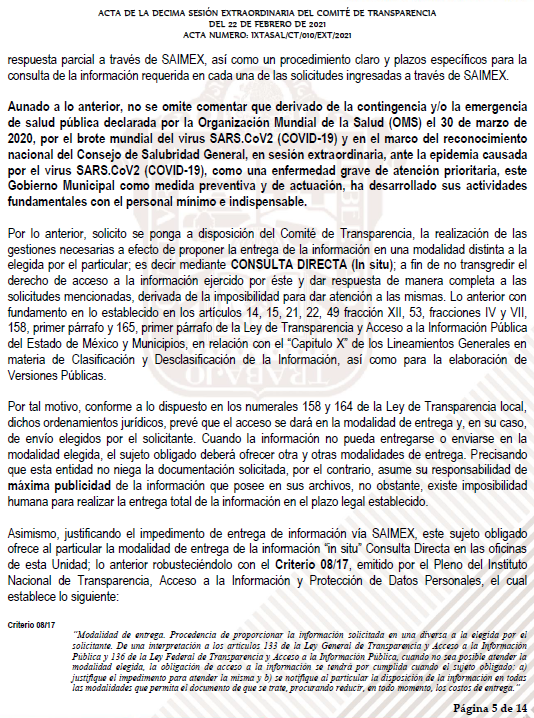 ACTA DE LA DECIMA SESIÓN EXTRAORDINARIA DEL COMITÉ DE TRANSPARENCIA
DEL 22 DE FEBRERO DE 2021
ACTA NUMERO: IXTASAL/CT/010/EXT/2021
respuesta parcial a través de SAIMEX, así como un procedimiento claro y plazos específicos para la
consulta de la información requerida en cada una de las solicitudes ingresadas a través de SAIMEX.
Aunado a lo anterior, no se omite comentar que derivado de la contingencia y/o la emergencia
de salud pública declarada por la Organización Mundial de la Salud (OMS) el 30 de marzo de
2020, por el brote mundial del virus SARS.CoV2 (COVID-19) y en el marco del reconocimiento
nacional del Consejo de Salubridad General, en sesión extraordinaria, ante la epidemia causada
por el virus SARS.CoV2 (COVID-19), como una enfermedad grave de atención prioritaria, este
Gobierno Municipal como medida preventiva y de actuación, ha desarrollado sus actividades
fundamentales con el personal mínimo e indispensable.
Por lo anterior, solicito se ponga a disposición del Comité de Transparencia, la realización de las
gestiones necesarias a efecto de proponer la entrega de la información en una modalidad distinta a la
elegida por el particular; es decir mediante CONSULTA DIRECTA (In situ); a fin de no transgredir el
derecho de acceso a la información ejercido por éste y dar respuesta de manera completa a las
solicitudes mencionadas, derivada de la imposibilidad para dar atención a las mismas. Lo anterior con
fundamento en lo establecido en los artículos 14, 15, 21, 22, 49 fracción XII, 53, fracciones IV y VII,
158, primer párrafo y 165, primer párrafo de la Ley de Transparencia y Acceso a la Información Pública
del Estado de México y Municipios, en relación con el “Capítulo X” de los Lineamientos Generales en
materia de Clasificación y Desclasificación de la Información, así como para la elaboración de
Versiones Públicas.
Por tal motivo, conforme a lo dispuesto en los numerales 158 y 164 de la Ley de Transparencia local,
dichos ordenamientos jurídicos, prevé que el acceso se dará en la modalidad de entrega y, en su caso,
de envío elegidos por el solicitante. Cuando la información no pueda entregarse o enviarse en la
modalidad elegida, el sujeto obligado deberá ofrecer otra y otras modalidades de entrega. Precisando
que esta entidad no niega la documentación solicitada, por el contrario, asume su responsabilidad de
máxima publicidad de la información que posee en sus archivos, no obstante, existe imposibilidad
humana para realizar la entrega total de la información en el plazo legal establecido.
Asimismo, justificando el impedimento de entrega de información vía SAIMEX, este sujeto obligado
ofrece al particular la modalidad de entrega de la información “in situ” Consulta Directa en las oficinas
de esta Unidad; lo anterior robusteciéndolo con el Criterio 08/17, emitido por el Pleno del Instituto
Nacional de Transparencia, Acceso a la Información y Protección de Datos Personales, el cual
establece lo siguiente:
Criterio 08/17
“Modalidad de entrega. Procedencia de proporcionar la información solicitada en una diversa a la elegida por el
solicitante. De una interpretación a los artículos 133 de la Ley General de Transparencia y Acceso a la Información
Pública y 136 de la Ley Federal de Transparencia y Acceso a la Información Pública, cuando no sea posible atender la
modalidad elegida, la obligación de acceso a la información se tendrá por cumplida cuando el sujeto obligado: a)
justifique el impedimento para atender la misma y b) se notifique al particular la disposición de la información en todas
las modalidades que permita el documento de que se trate, procurando reducir, en todo momento, los costos de entrega.”
TRABAJO
Página 5 de 14